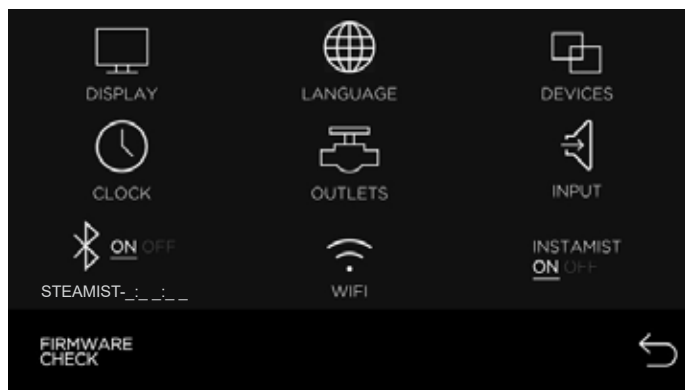 DISPLAY LANGUAGE DEVICES
CLOCK OUTLETS INPUT
ON OFF
INSTAMIST
ON OFF
STEAMIST-_:_ _:_ _
WIFI
FIRMWARE
CHECK